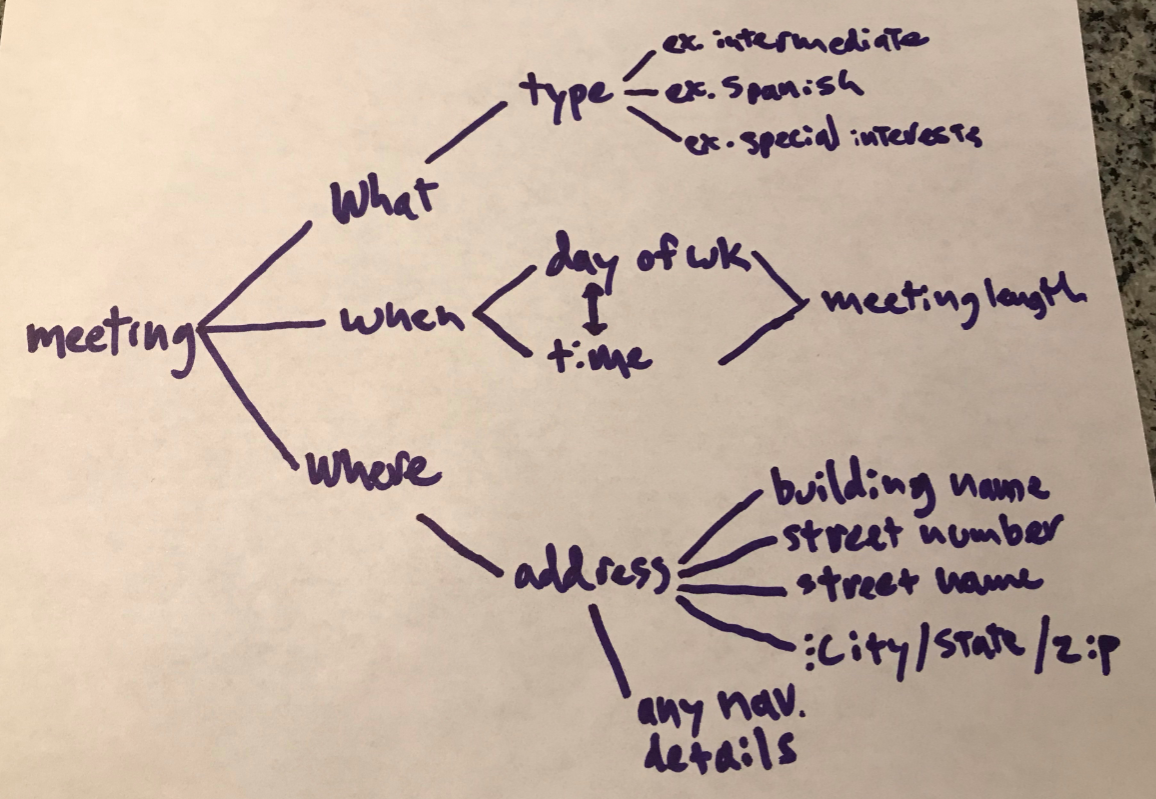 ex. intermediate
type
ex. Spanish
ex. special interests
What
day of wk
meeting
when
meeting length
time
Where
building name
street number
address
street name
:City/State/zip
any nav.
details